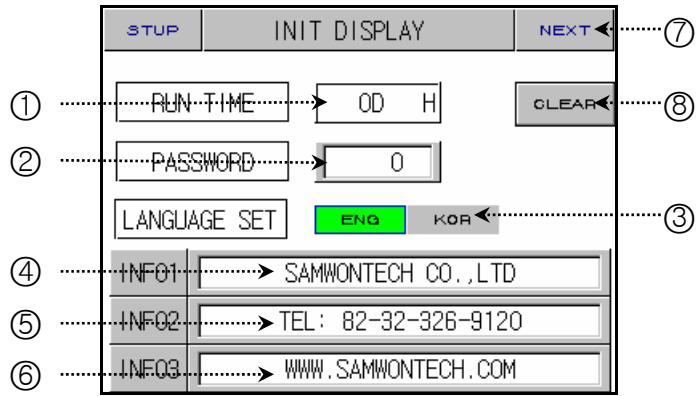 STUP INIT DISPLAY NEXT ⑦
① RUN TIME 0D H CLEAR ⑧
② PASSWORD 0
LANGUAGE SET ENG KOR ③
④ INFO1 SAMWONTECH CO.,LTD
⑤ INFO2 TEL: 82-32-326-9120
⑥ INFO3 WWW.SAMWONTECH.COM